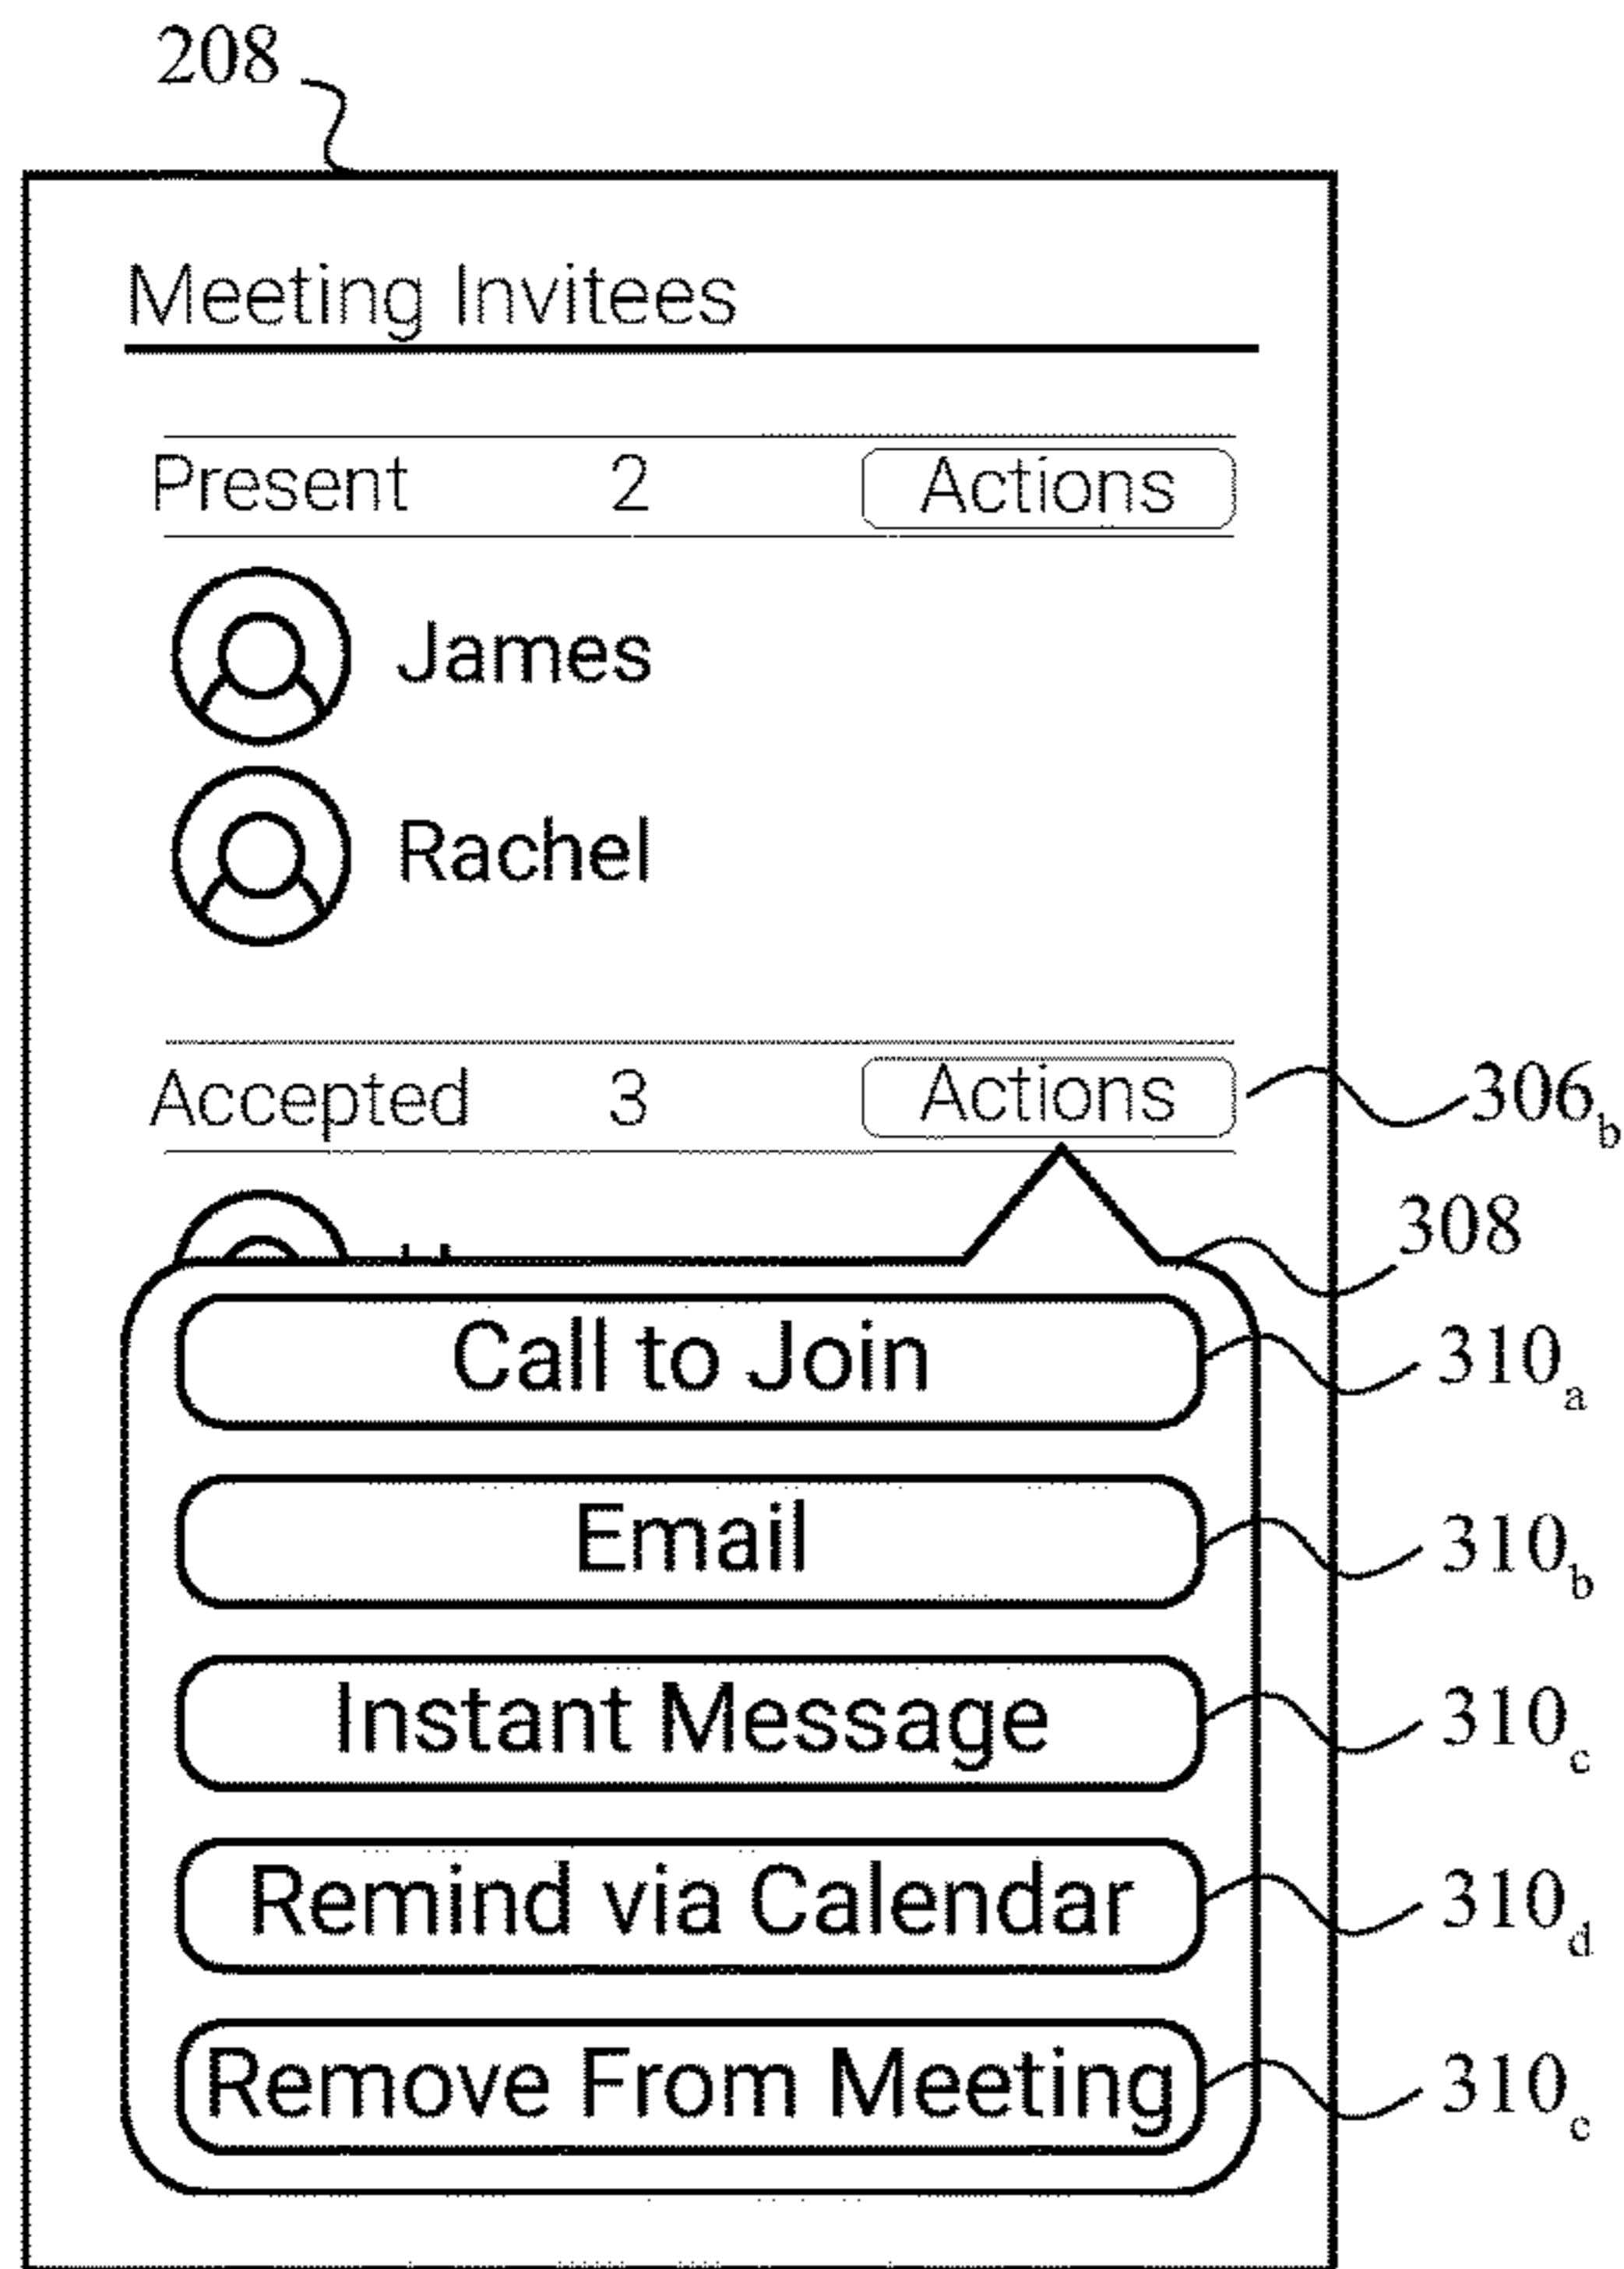 208
Meeting Invitees
Present 2 Actions
James
Rachel
Accepted 3 Actions 306b
308
Call to Join 310a
Email 310b
Instant Message 310c
Remind via Calendar 310d
Remove From Meeting 310e